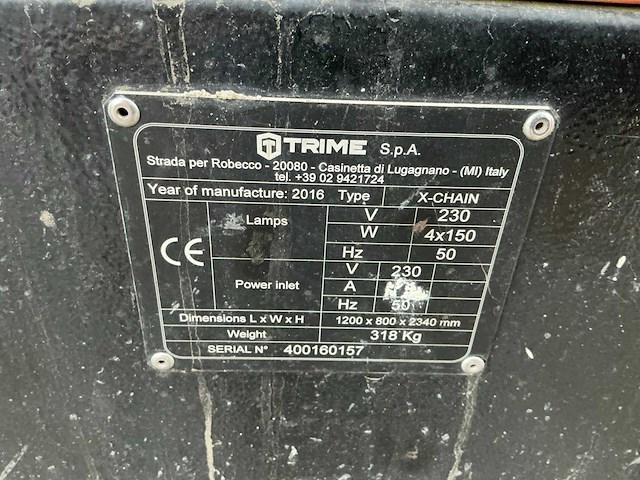 TRIME S.p.A.
Strada per Robecco - 20080 - Casinetta di Lugagnano - (MI) Italy
tel. +39 02 9421724
Year of manufacture: 2016 Type X-CHAIN
Lamps V 230
W 4x150
Hz 50
CE
Power inlet V 230
A
Hz 50
Dimensions L x W x H 1200 x 800 x 2340 mm
Weight 318 Kg
SERIAL N° 400160157